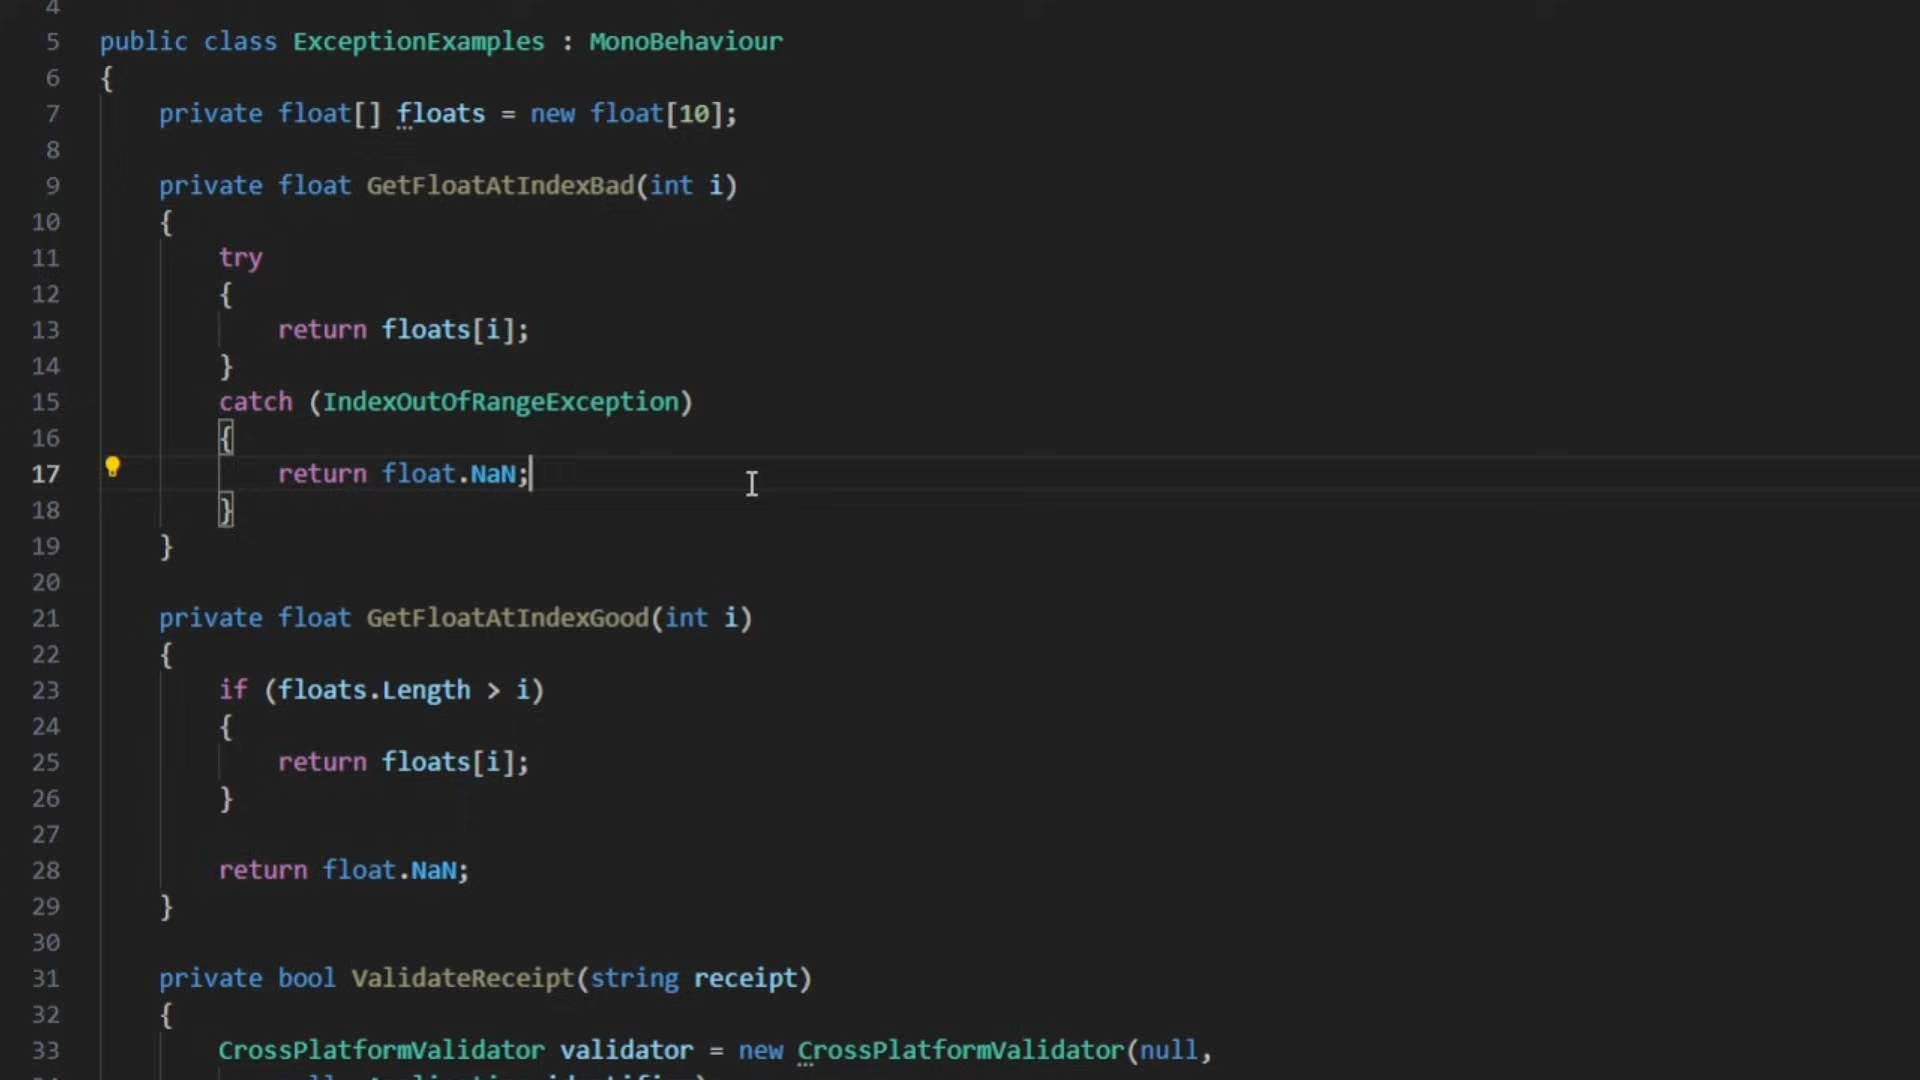 4
5 public class ExceptionExamples : MonoBehaviour
6 {
7 private float[] floats = new float[10];
8
9 private float GetFloatAtIndexBad(int i)
10 {
11 try
12 {
13 return floats[i];
14 }
15 catch (IndexOutOfRangeException)
16 {
17 return float.NaN;
18 }
19 }
20
21 private float GetFloatAtIndexGood(int i)
22 {
23 if (floats.Length > i)
24 {
25 return floats[i];
26 }
27
28 return float.NaN;
29 }
30
31 private bool ValidateReceipt(string receipt)
32 {
33 CrossPlatformValidator validator = new CrossPlatformValidator(null,